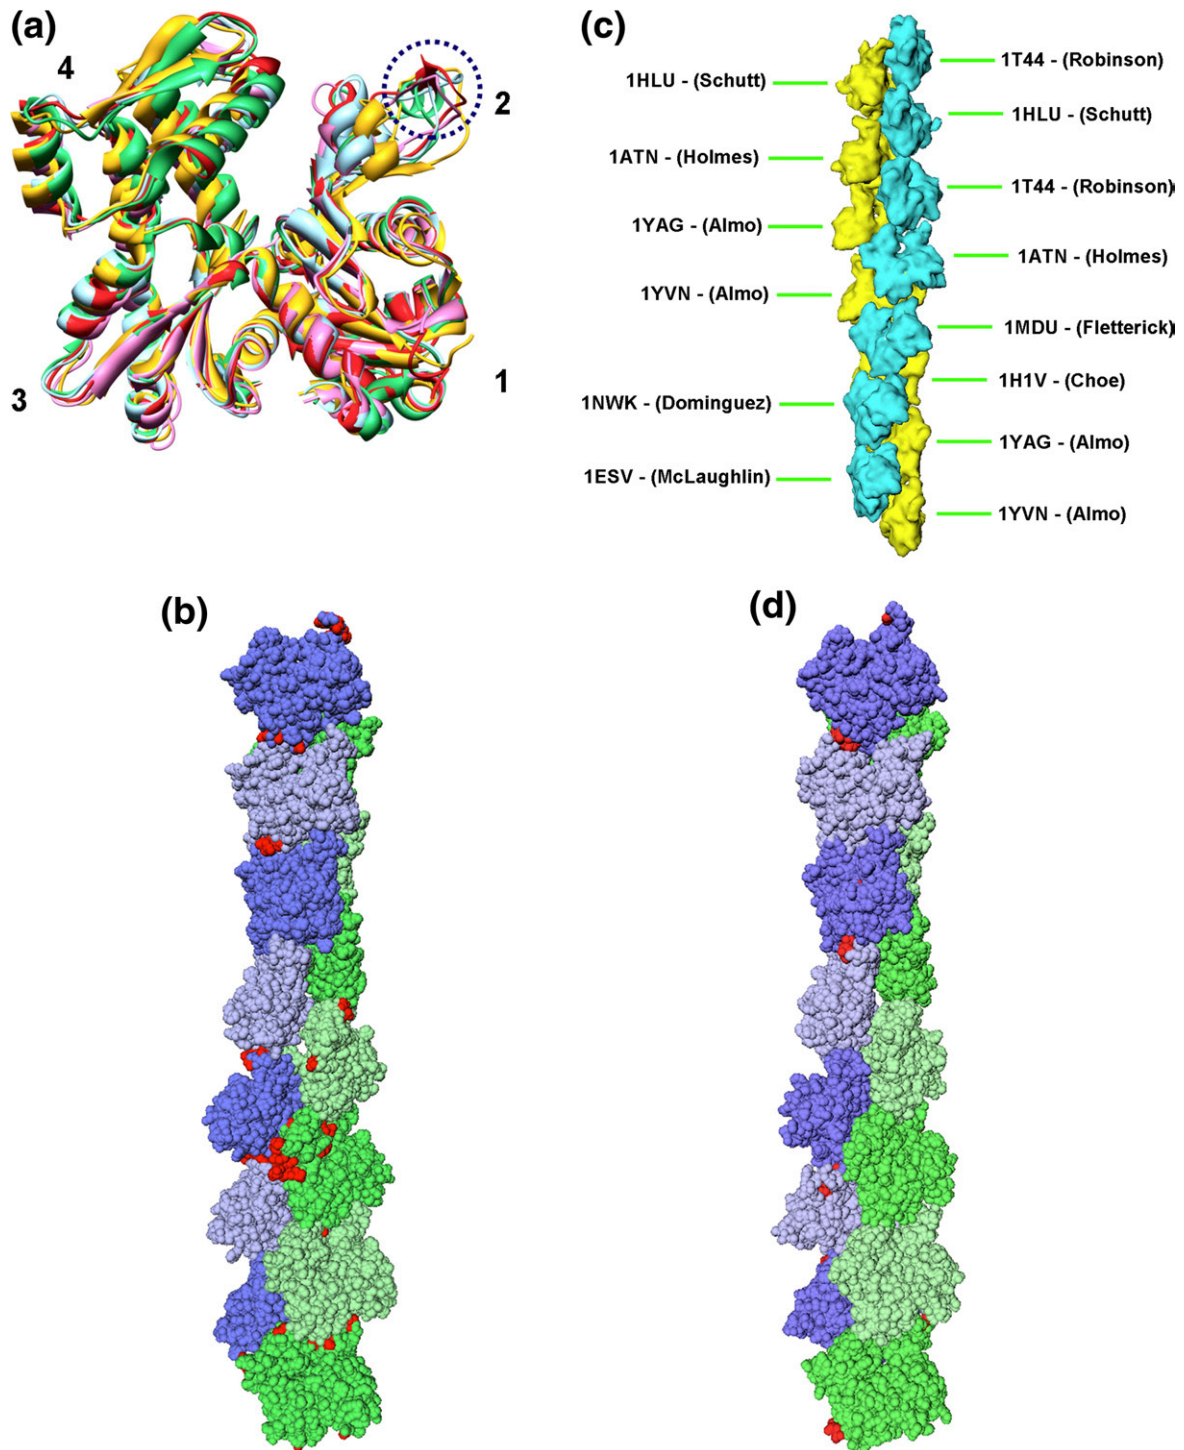 (a)
4
2
3
1
(c)
1HLU - (Schutt)
1ATN - (Holmes)
1YAG - (Almo)
1YVN - (Almo)
1NWK - (Dominguez)
1ESV - (McLaughlin)
1T44 - (Robinson)
1HLU - (Schutt)
1T44 - (Robinson)
1ATN - (Holmes)
1MDU - (Fletterick)
1H1V - (Choe)
1YAG - (Almo)
1YVN - (Almo)
(b)
(d)